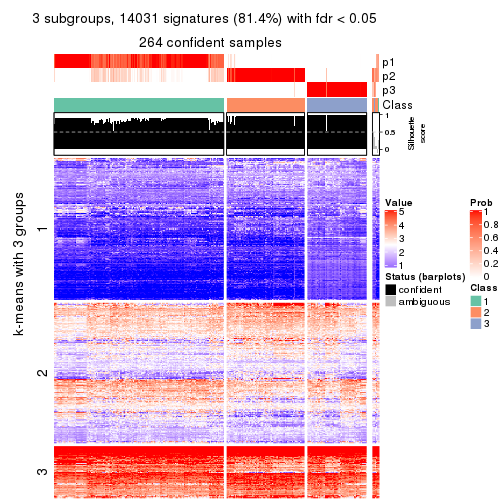 3 subgroups, 14031 signatures (81.4%) with fdr < 0.05
264 confident samples
p1
p2
p3
Class
1
0.5
0
Silhouette
score
k-means with 3 groups
1
2
3
Value
5
4
3
2
1
Status (barplots)
confident
ambiguous
Prob
1
0.8
0.6
0.4
0.2
0
Class
1
2
3